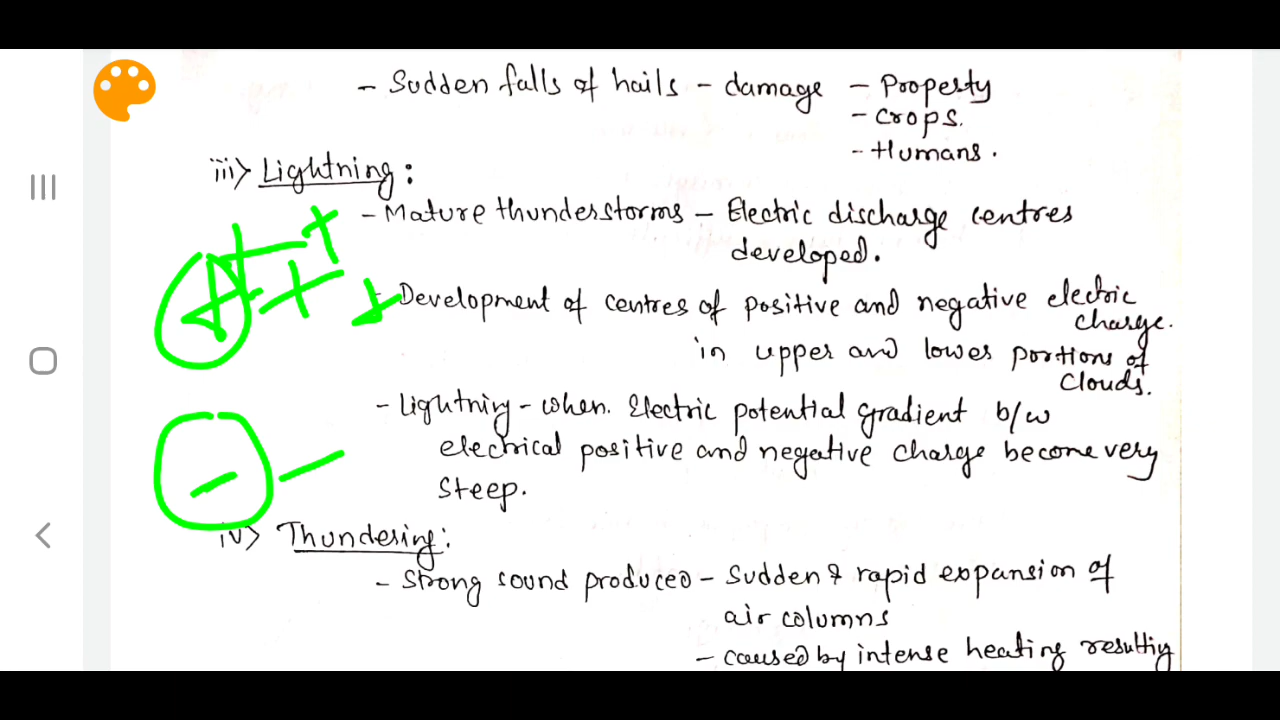 - Sudden falls of hails - damage - Property
- Crops.
- Humans.
iii> Lightning:
- Mature thunderstorms - Electric discharge centres
developed.
- Development of centres of positive and negative electric
charge.
in upper and lower portions of
clouds.
- Lightning - when. Electric potential gradient b/w
electrical positive and negative charge become very
steep.
iv> Thundering:
- Strong sound produced - Sudden & rapid expansion of
air columns
- caused by intense heating resulting